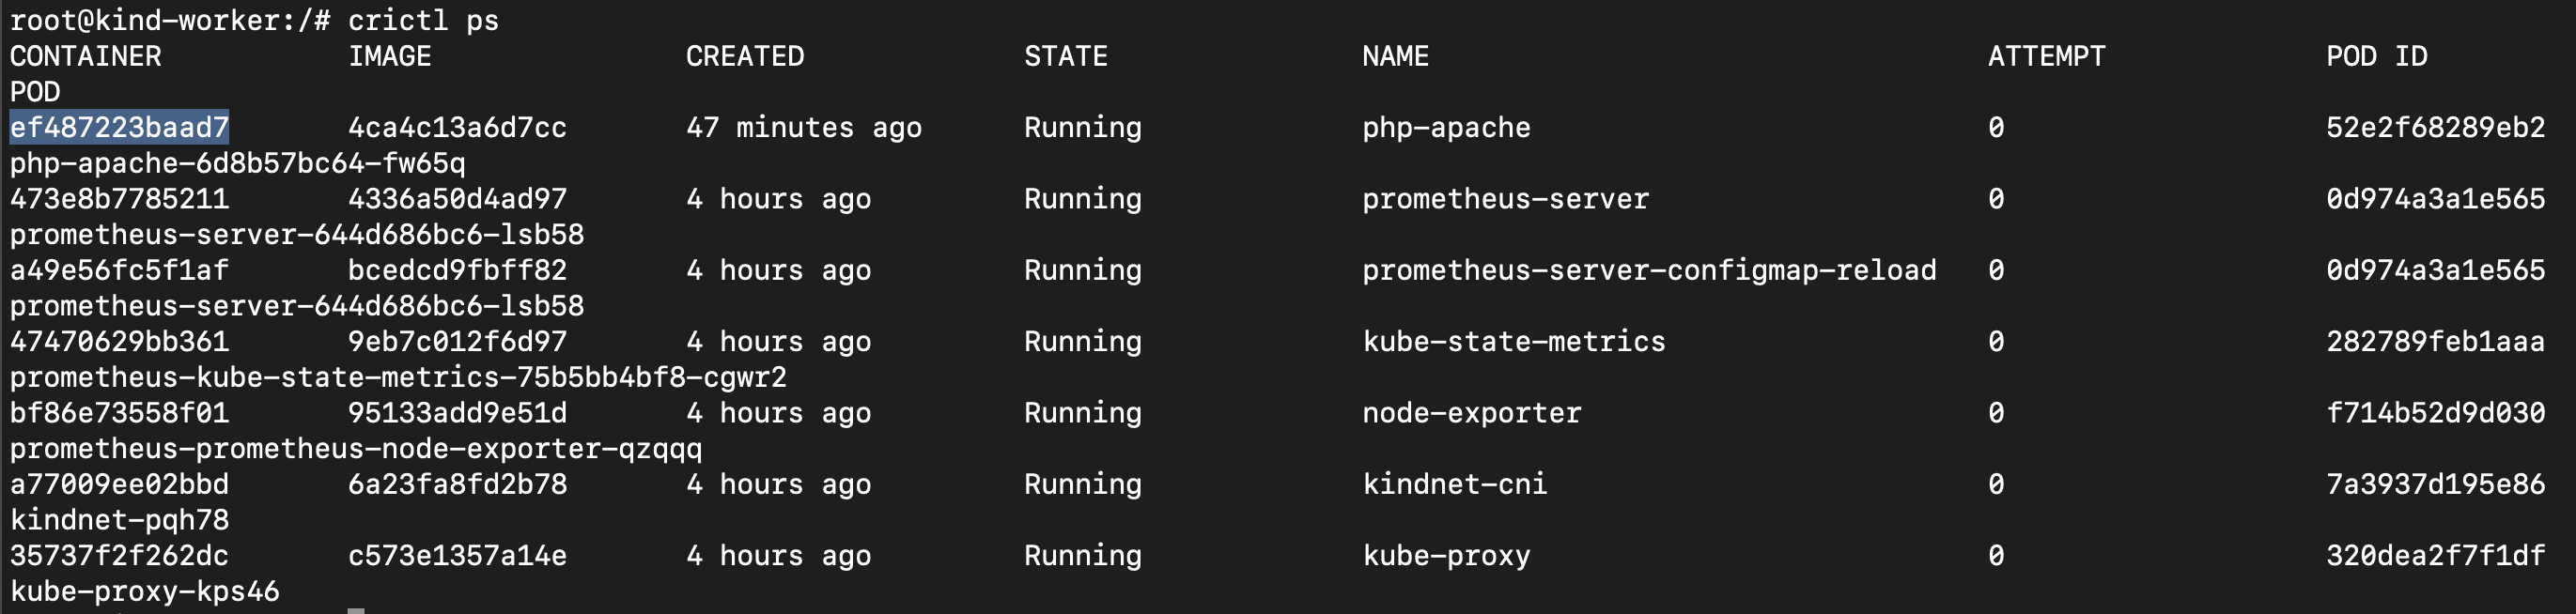 root@kind-worker:/# crictl ps
CONTAINER IMAGE CREATED STATE NAME ATTEMPT POD ID
POD
ef487223baad7 4ca4c13a6d7cc 47 minutes ago Running php-apache 0 52e2f68289eb2
php-apache-6d8b57bc64-fw65q
473e8b7785211 4336a50d4ad97 4 hours ago Running prometheus-server 0 0d974a3a1e565
prometheus-server-644d686bc6-lsb58
a49e56fc5f1af bcedcd9fbff82 4 hours ago Running prometheus-server-configmap-reload 0 0d974a3a1e565
prometheus-server-644d686bc6-lsb58
47470629bb361 9eb7c012f6d97 4 hours ago Running kube-state-metrics 0 282789feb1aaa
prometheus-kube-state-metrics-75b5bb4bf8-cgwr2
bf86e73558f01 95133add9e51d 4 hours ago Running node-exporter 0 f714b52d9d030
prometheus-prometheus-node-exporter-qzqqq
a77009ee02bbd 6a23fa8fd2b78 4 hours ago Running kindnet-cni 0 7a3937d195e86
kindnet-pqh78
35737f2f262dc c573e1357a14e 4 hours ago Running kube-proxy 0 320dea2f7f1df
kube-proxy-kps46